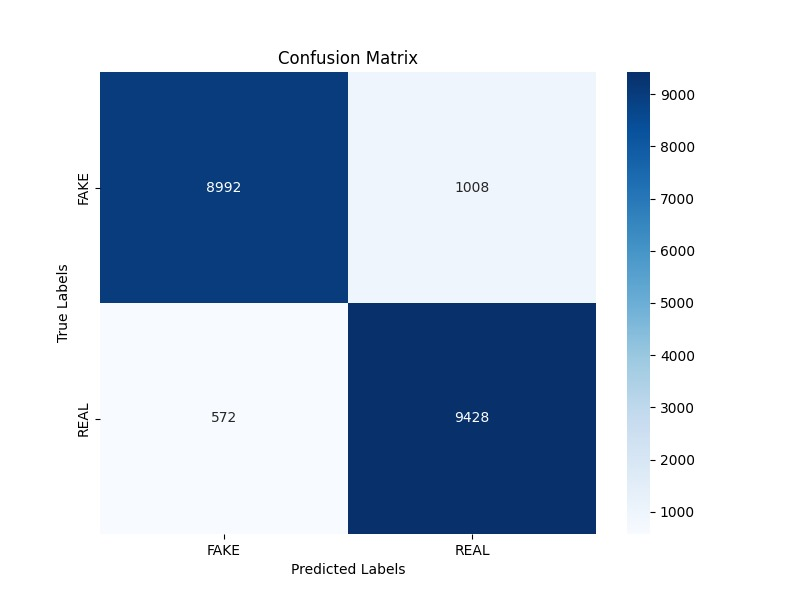 Confusion Matrix
True Labels
FAKE
8992
1008
REAL
572
9428
FAKE
REAL
Predicted Labels
9000
8000
7000
6000
5000
4000
3000
2000
1000